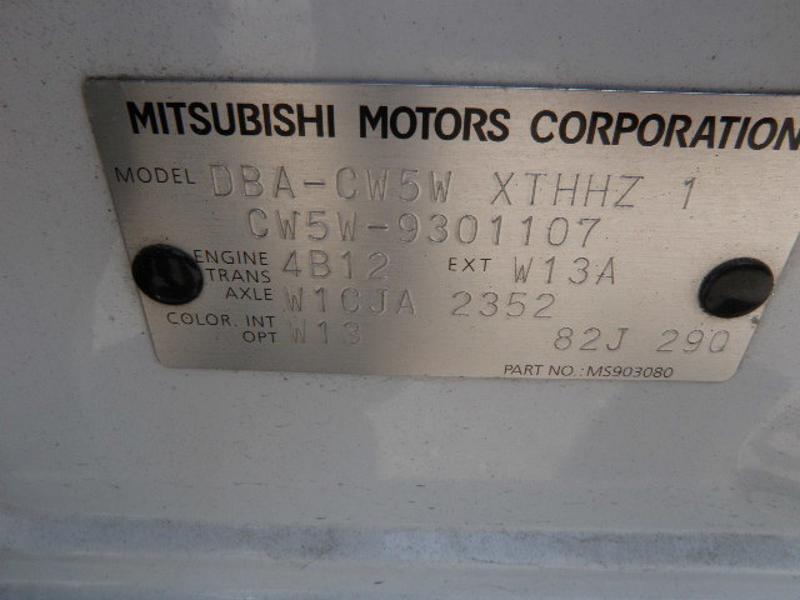 MITSUBISHI MOTORS CORPORATION
MODEL DBA-CW5W XTHHZ 1
CW5W-9301107
ENGINE 4B12 EXT W13A
TRANS
AXLE W1CJA 2352
COLOR. INT W13
OPT 82J 29Q
PART NO.:MS903080